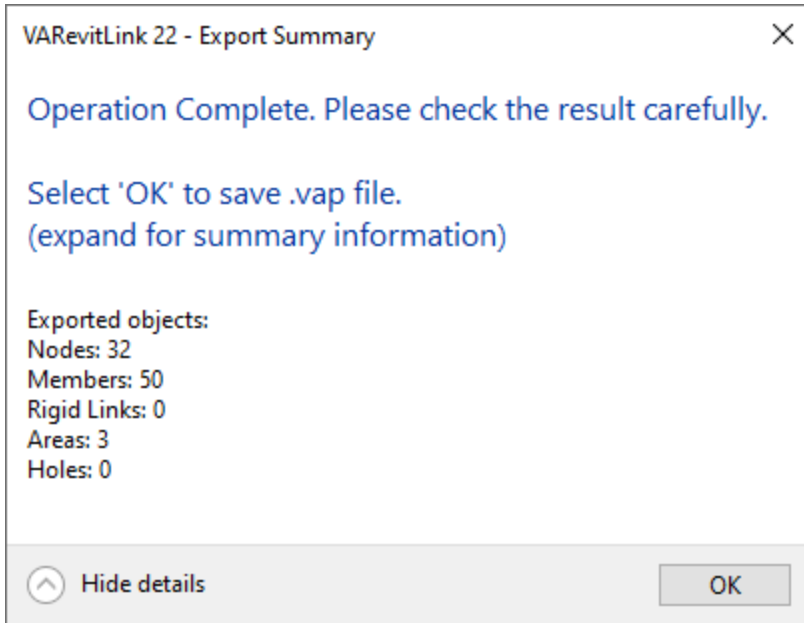 VARevitLink 22 - Export Summary
Operation Complete. Please check the result carefully.
Select 'OK' to save .vap file.
(expand for summary information)
Exported objects:
Nodes: 32
Members: 50
Rigid Links: 0
Areas: 3
Holes: 0
Hide details
OK